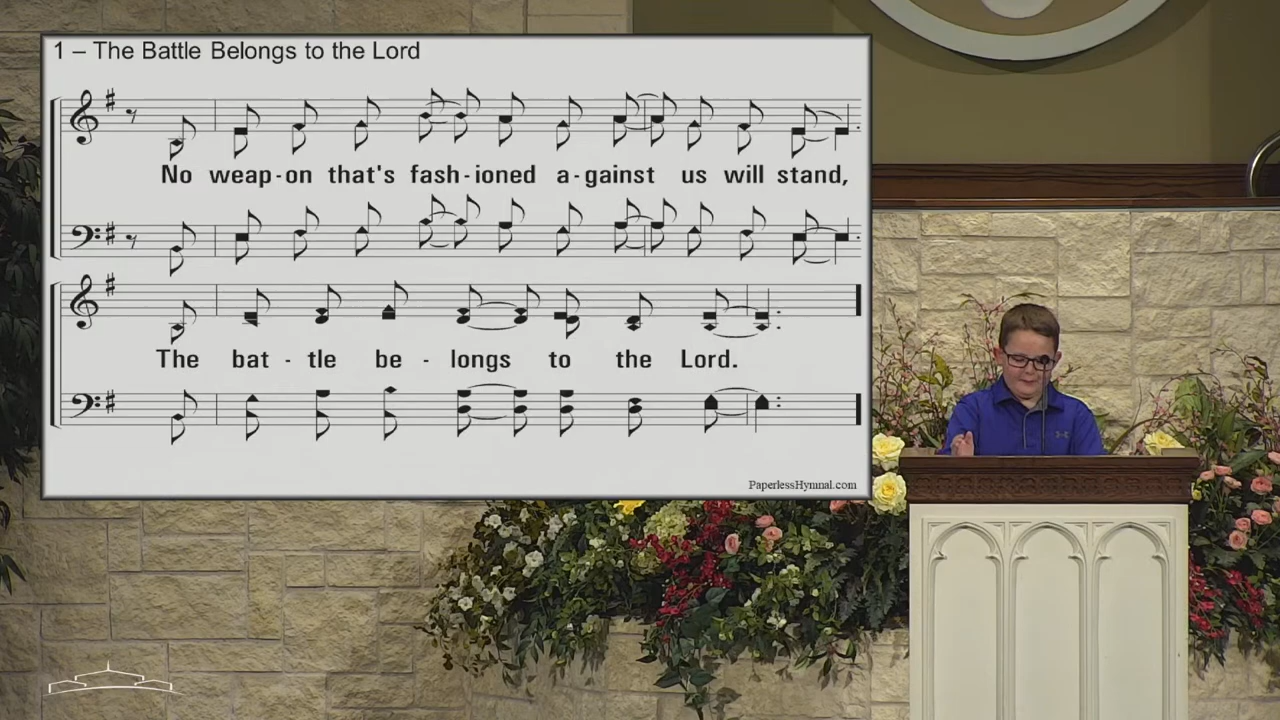 1 – The Battle Belongs to the Lord
No weap-on that's fash-ioned a-gainst us will stand,
The bat - tle be - longs to the Lord.
PaperlessHymnal.com